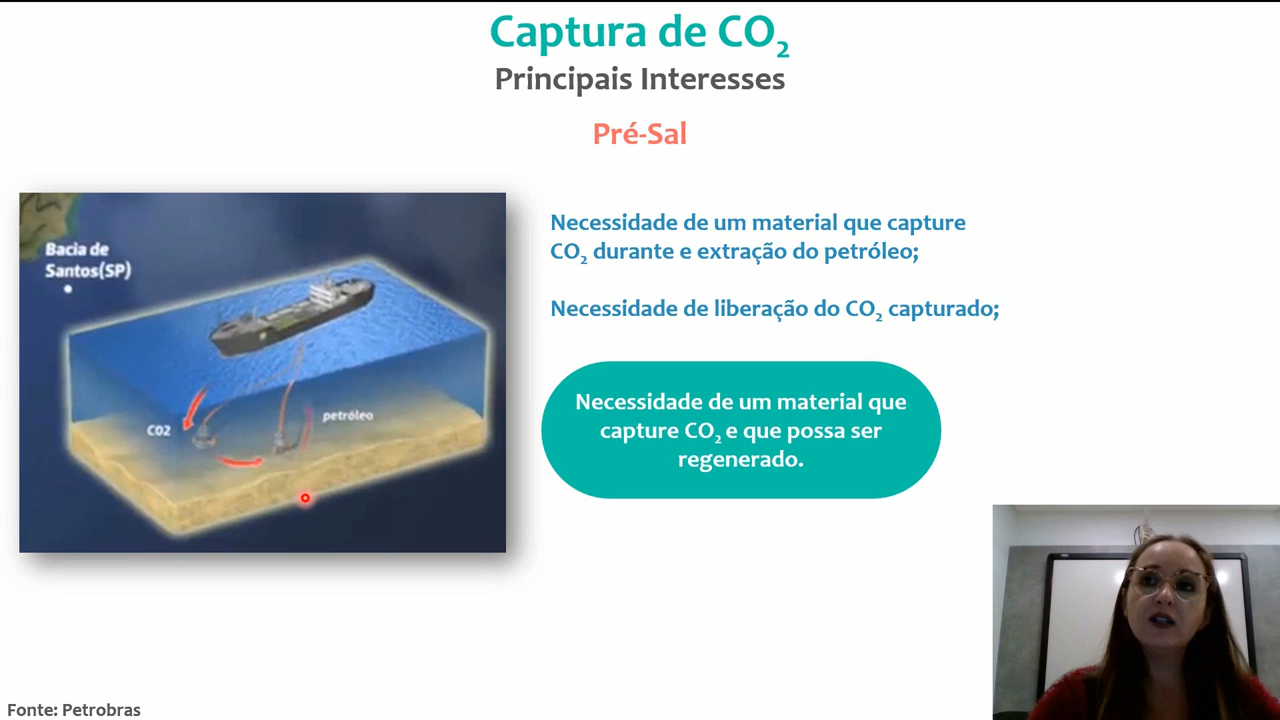 Captura de CO₂
Principais Interesses
Pré-Sal
Bacia de
Santos(SP)
CO2
petróleo
Necessidade de um material que capture
CO₂ durante e extração do petróleo;
Necessidade de liberação do CO₂ capturado;
Necessidade de um material que
capture CO₂ e que possa ser
regenerado.
Fonte: Petrobras